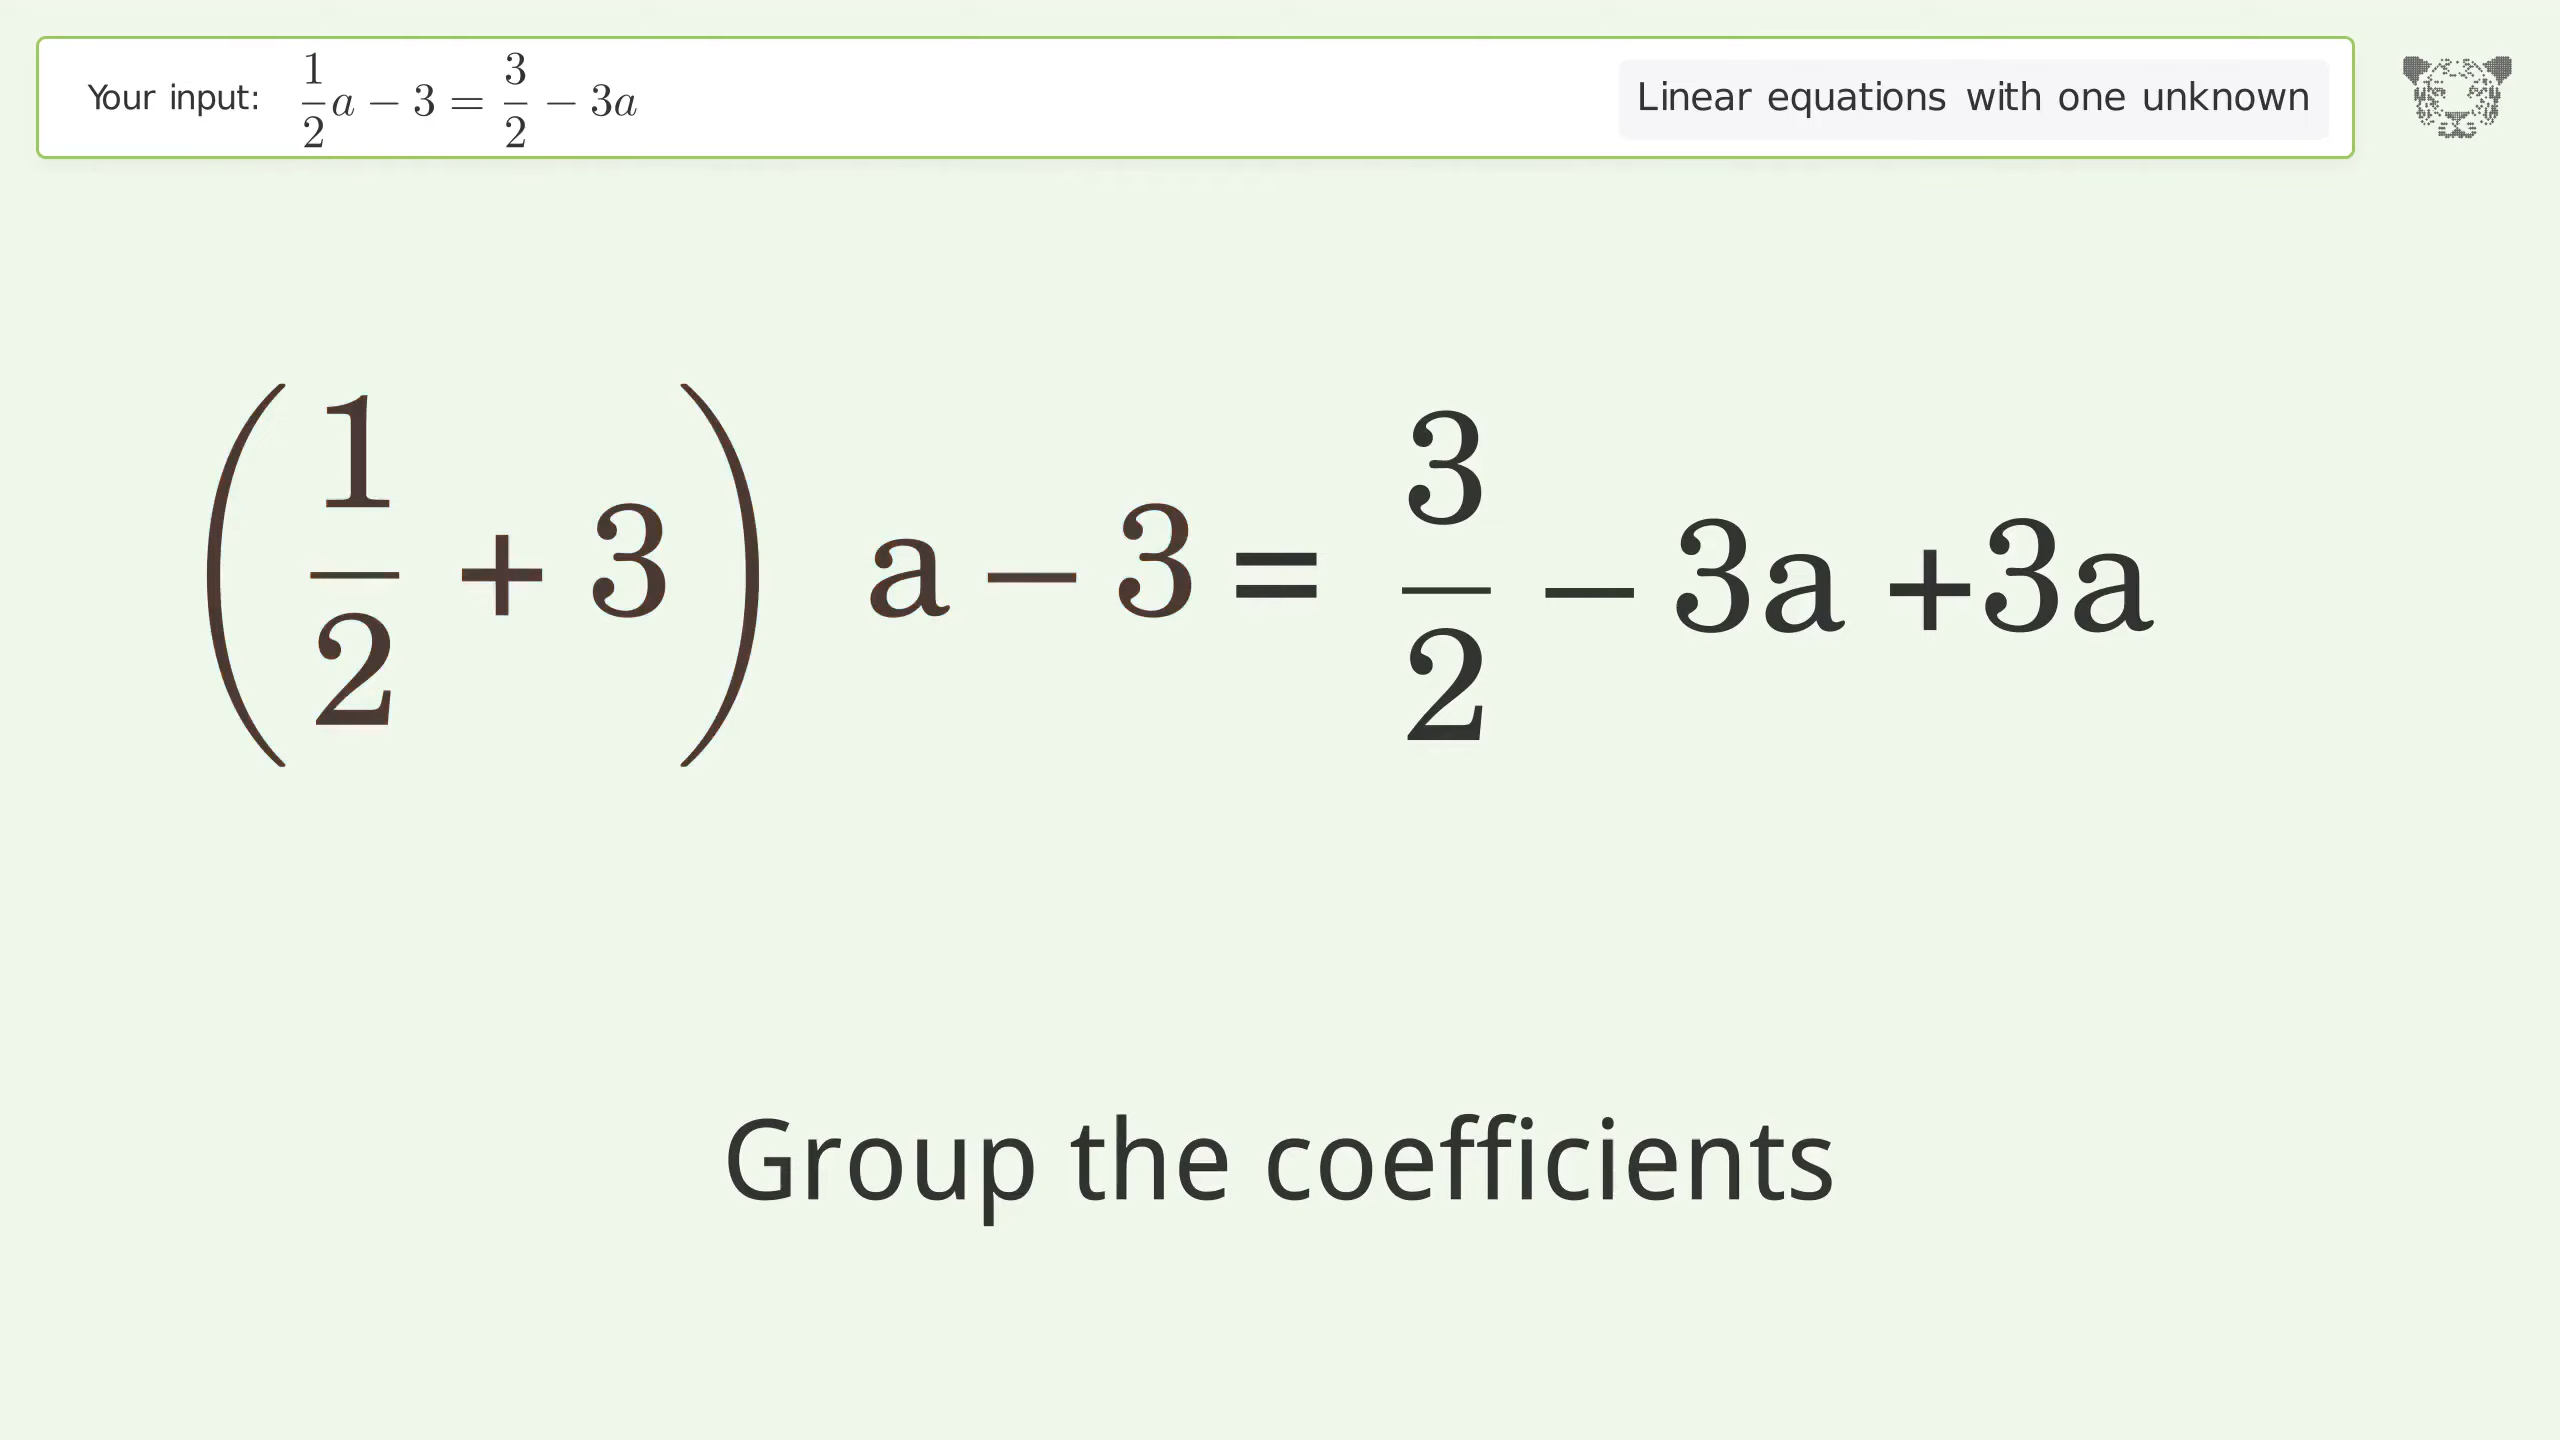 Your input: 1/2 a − 3 = 3/2 − 3a
Linear equations with one unknown
(1/2 + 3) a − 3 = 3/2 − 3a +3a
Group the coefficients